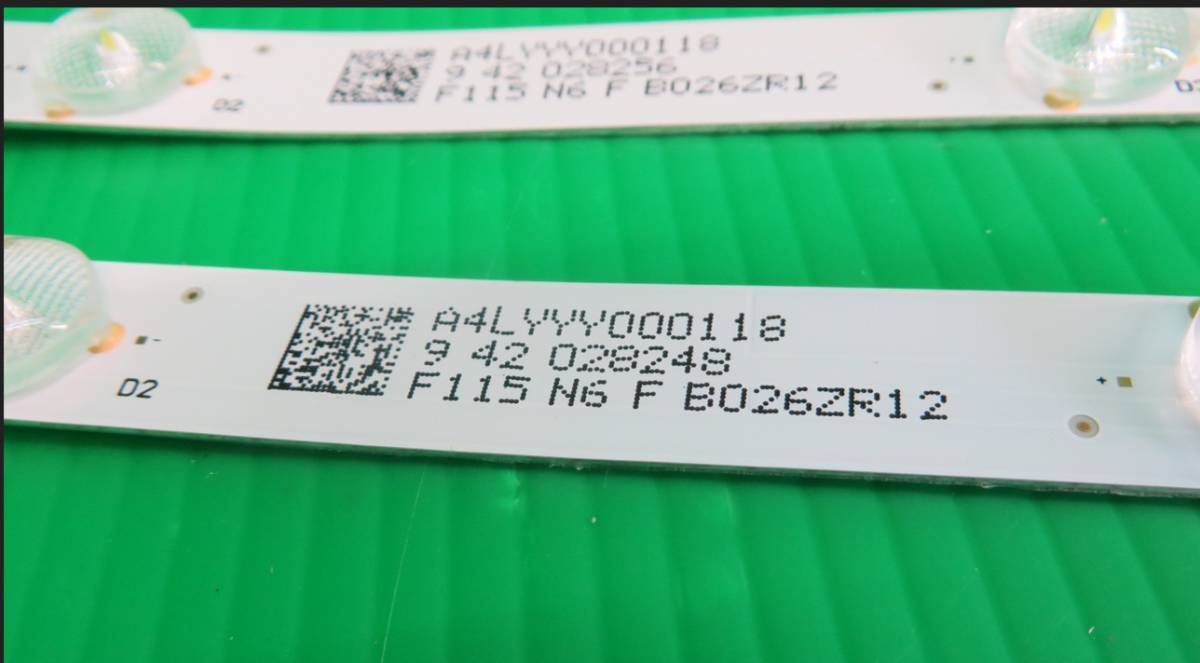 A4LYYY000118
9 42 028256
F115 N6 F B026ZR12
D2
A4LYYY000118
9 42 028248
F115 N6 F B026ZR12
D2